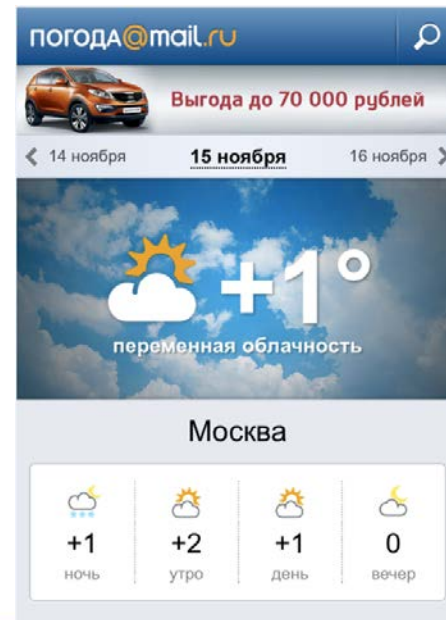 погода@mail.ru
Выгода до 70 000 рублей
14 ноября 15 ноября 16 ноября
+1°
переменная облачность
Москва
+1 +2 +1 0
ночь утро день вечер